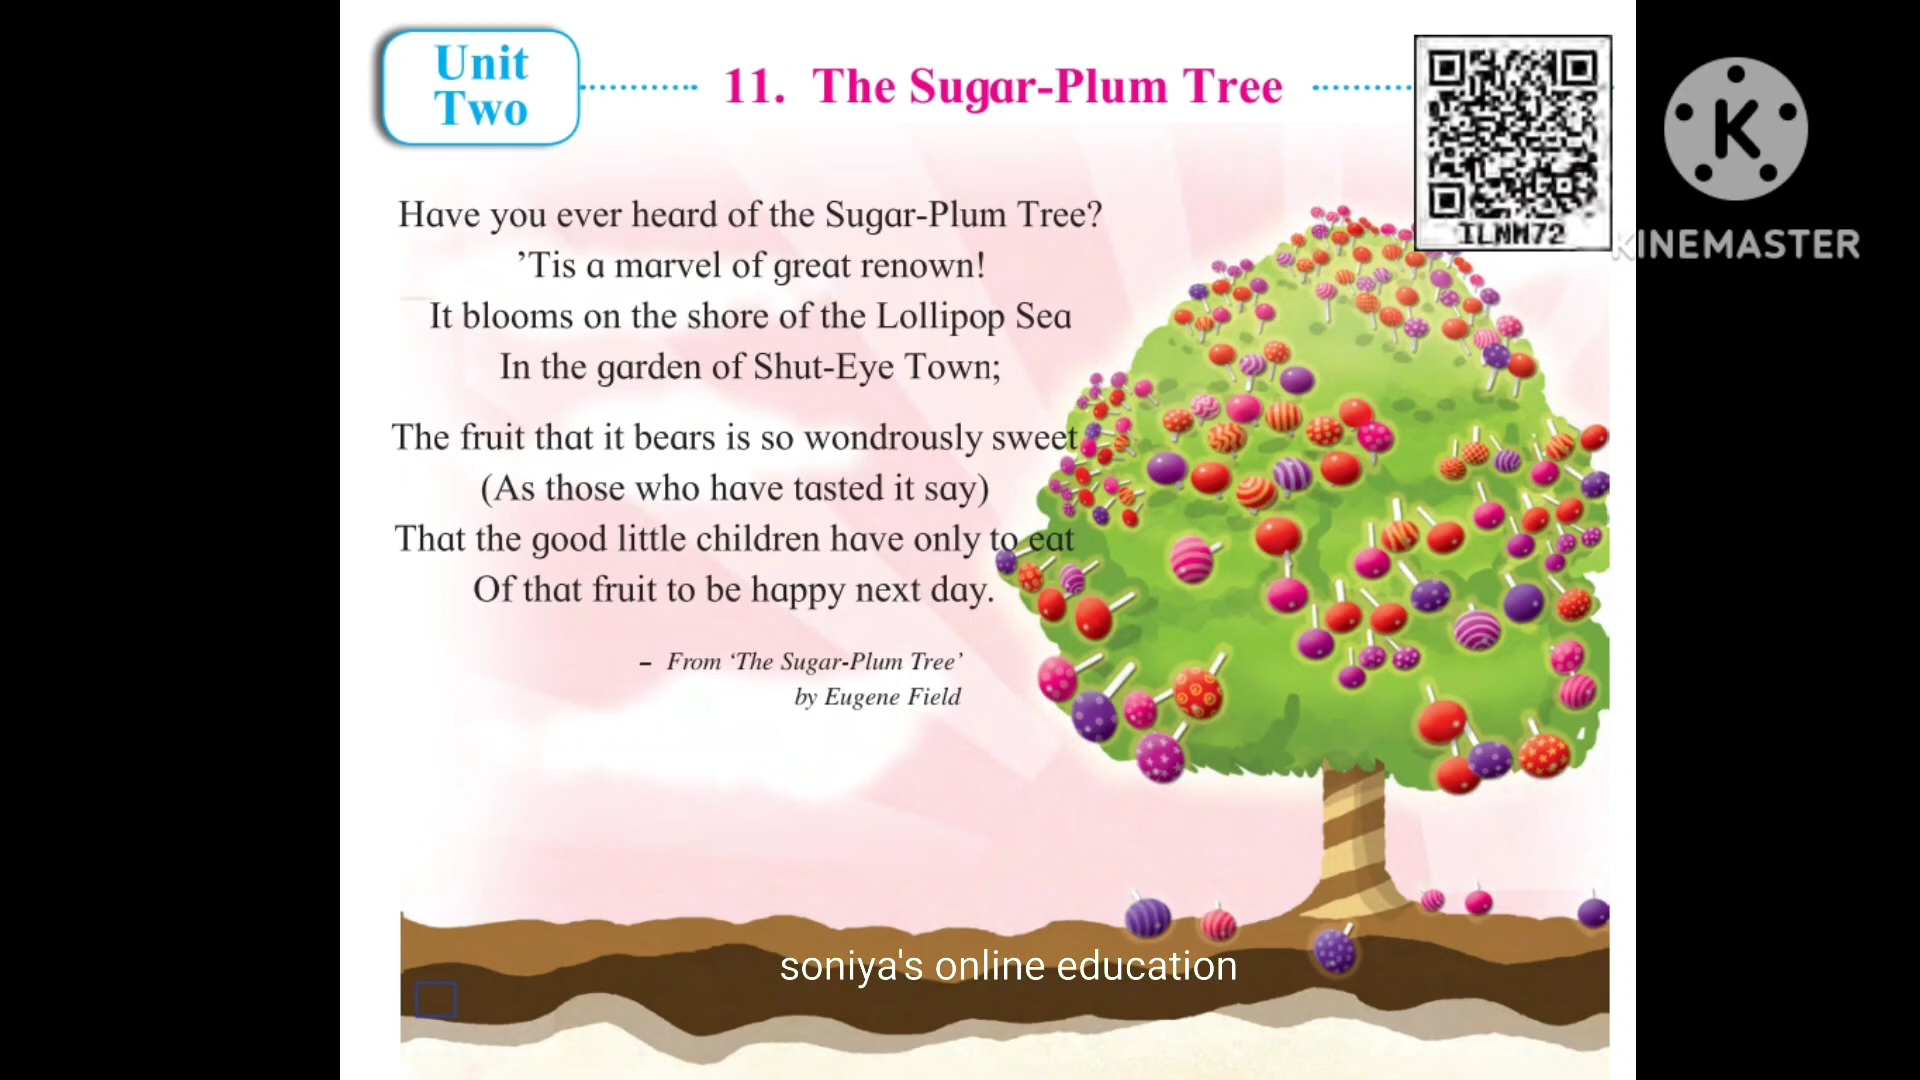 Unit
Two
11. The Sugar-Plum Tree
ILNM72
K
KINEMASTER
Have you ever heard of the Sugar-Plum Tree?
’Tis a marvel of great renown!
It blooms on the shore of the Lollipop Sea
In the garden of Shut-Eye Town;
The fruit that it bears is so wondrously sweet
(As those who have tasted it say)
That the good little children have only to eat
Of that fruit to be happy next day.
– From ‘The Sugar-Plum Tree’
by Eugene Field
soniya's online education